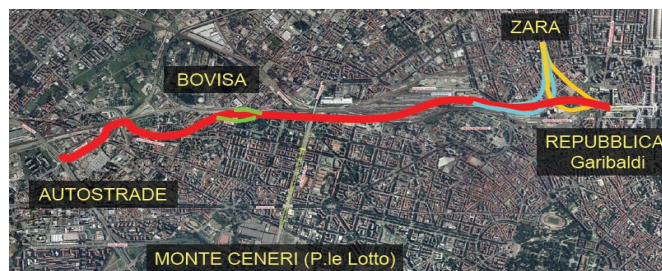 ZARA
BOVISA
REPUBBLICA
Garibaldi
AUTOSTRADE
MONTE CENERI (P.le Lotto)